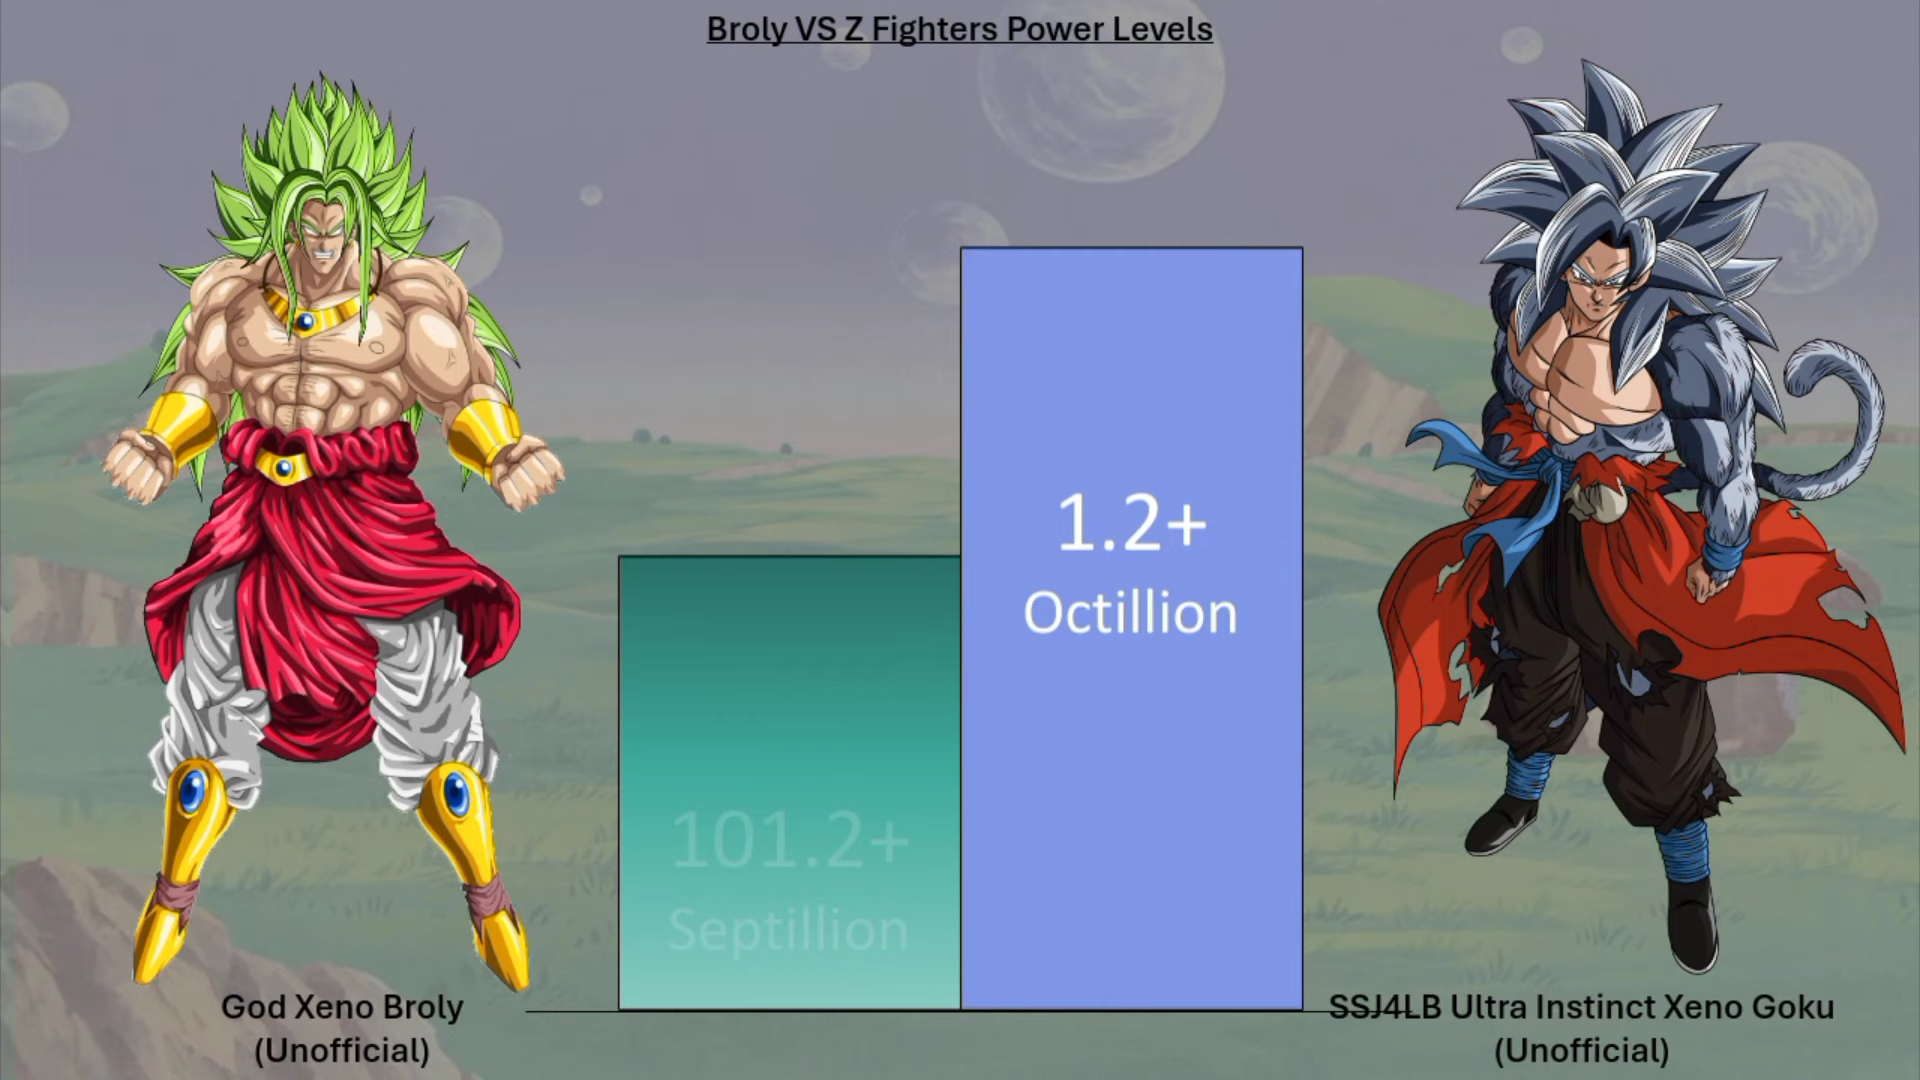 Broly VS Z Fighters Power Levels
1.2+
Octillion
101.2+
Septillion
God Xeno Broly
(Unofficial)
SSJ4LB Ultra Instinct Xeno Goku
(Unofficial)